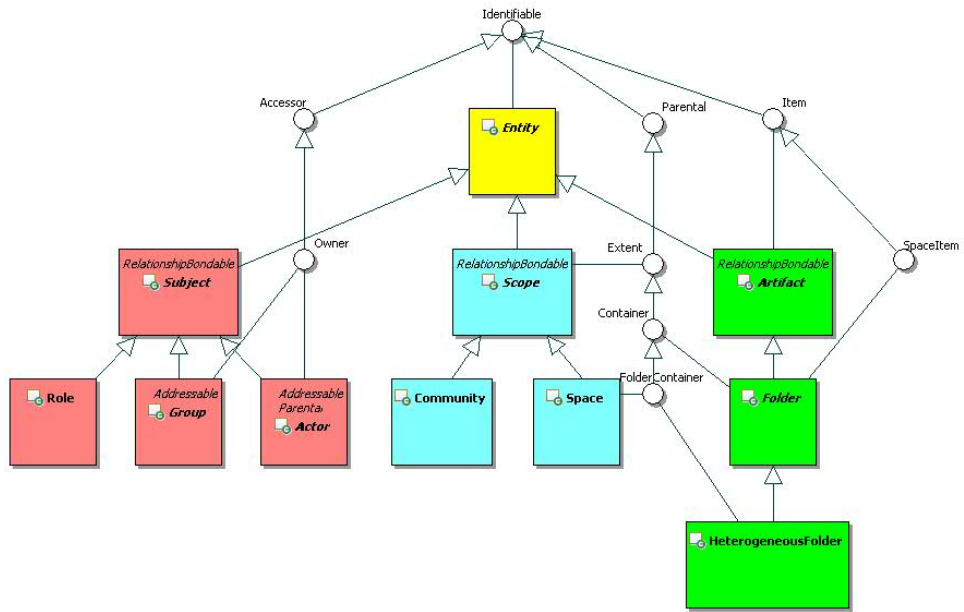 Identifiable
Accessor
Parental
Item
Entity
Owner
Extent
SpaceItem
RelationshipBondable
Subject
RelationshipBondable
Scope
RelationshipBondable
Artifact
Container
FolderContainer
Role
Addressable
Group
Addressable
Parental
Actor
Community
Space
Folder
HeterogeneousFolder